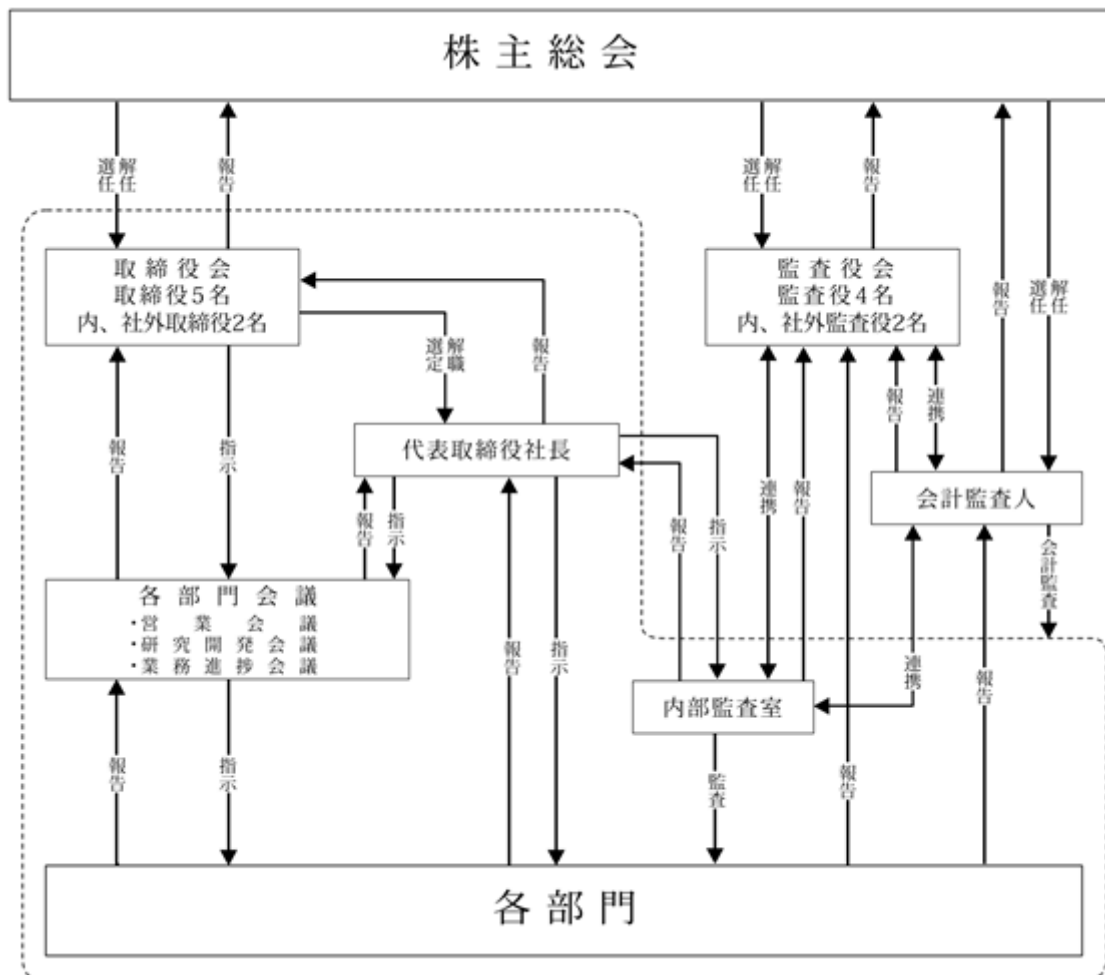 株主総会
選任
解任
報告
選任
解任
報告
報告
選任
解任
取締役会
取締役5名
内、社外取締役2名
監査役会
監査役4名
内、社外監査役2名
選定
解職
報告
報告
指示
代表取締役社長
報告
指示
報告
指示
連携
報告
報告
連携
会計監査人
会計監査
各部門会議
・営業会議
・研究開発会議
・業務進捗会議
報告
指示
内部監査室
連携
報告
報告
指示
監査
報告
各部門